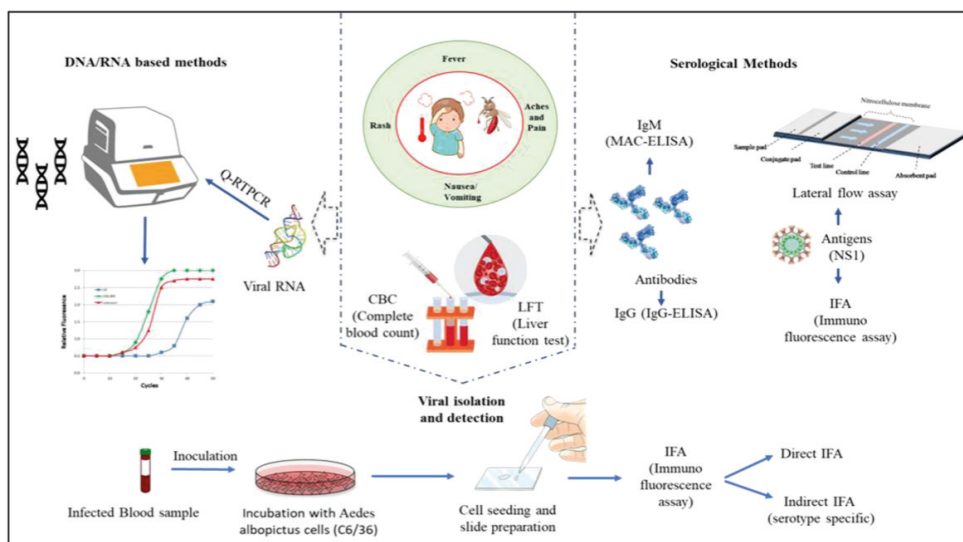 DNA/RNA based methods
Q-RTPCR
Viral RNA
Relative Fluorescence
Cycles
Fever
Rash
Aches
and
Pain
Nausea/
Vomiting
CBC
(Complete
blood count)
LFT
(Liver
function test)
Serological Methods
IgM
(MAC-ELISA)
Antibodies
IgG (IgG-ELISA)
Nitrocellulose membrane
Sample pad
Conjugate pad
Test line
Control line
Absorbent pad
Lateral flow assay
Antigens
(NS1)
IFA
(Immuno
fluorescence assay)
Viral isolation
and detection
Inoculation
Infected Blood sample
Incubation with Aedes
albopictus cells (C6/36)
Cell seeding and
slide preparation
IFA
(Immuno
fluorescence
assay)
Direct IFA
Indirect IFA
(serotype specific)